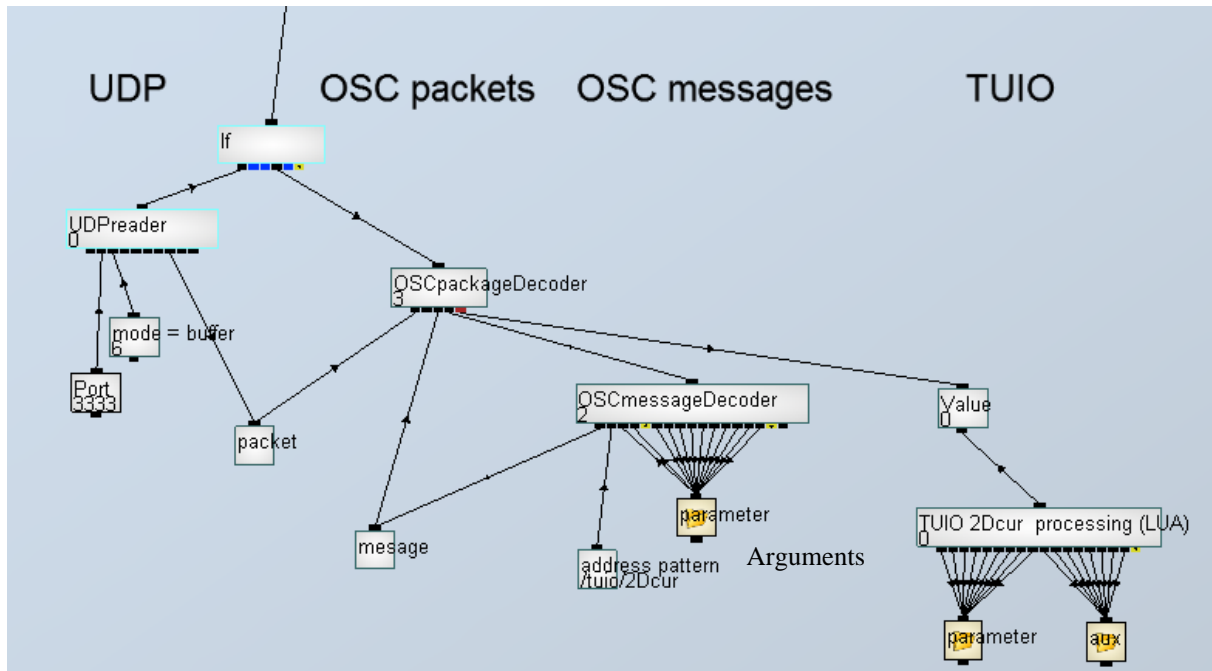 UDP
OSC packets
OSC messages
TUIO
If
UDPreader
0
OSCpackageDecoder
3
mode = buffer
6
Port
3333
packet
OSCmessageDecoder
2
Value
0
mesage
parameter
address pattern
/tuio/2Dcur
Arguments
TUIO 2Dcur processing (LUA)
0
parameter
aux